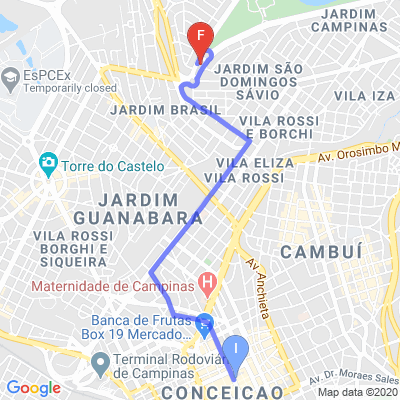 F
JARDIM
CAMPINAS
EsPCEx
Temporarily closed
JARDIM SÃO
DOMINGOS
SÁVIO
JARDIM BRASIL
VILA IZA
VILA ROSSI
E BORCHI
Torre do Castelo
VILA ELIZA
VILA ROSSI
Av. Orosimbo M
JARDIM
GUANABARA
VILA ROSSI
BORGHI E
SIQUEIRA
CAMBUÍ
Av. Anchieta
Maternidade de Campinas
H
Banca de Frutas
Box 19 Mercado...
I
Terminal Rodoviár
de Campinas
CONCEICAO
Av. Dr. Moraes Sales
Google
Map data ©2020